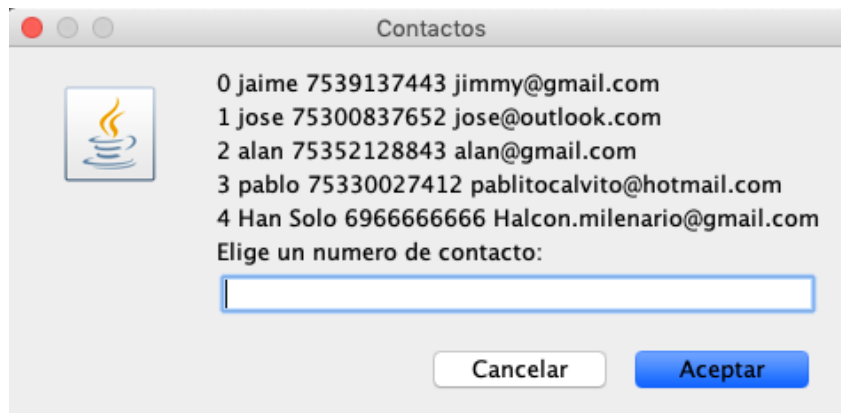 Contactos
0 jaime 7539137443 jimmy@gmail.com
1 jose 75300837652 jose@outlook.com
2 alan 75352128843 alan@gmail.com
3 pablo 75330027412 pablitocalvito@hotmail.com
4 Han Solo 6966666666 Halcon.milenario@gmail.com
Elige un numero de contacto:
Cancelar Aceptar